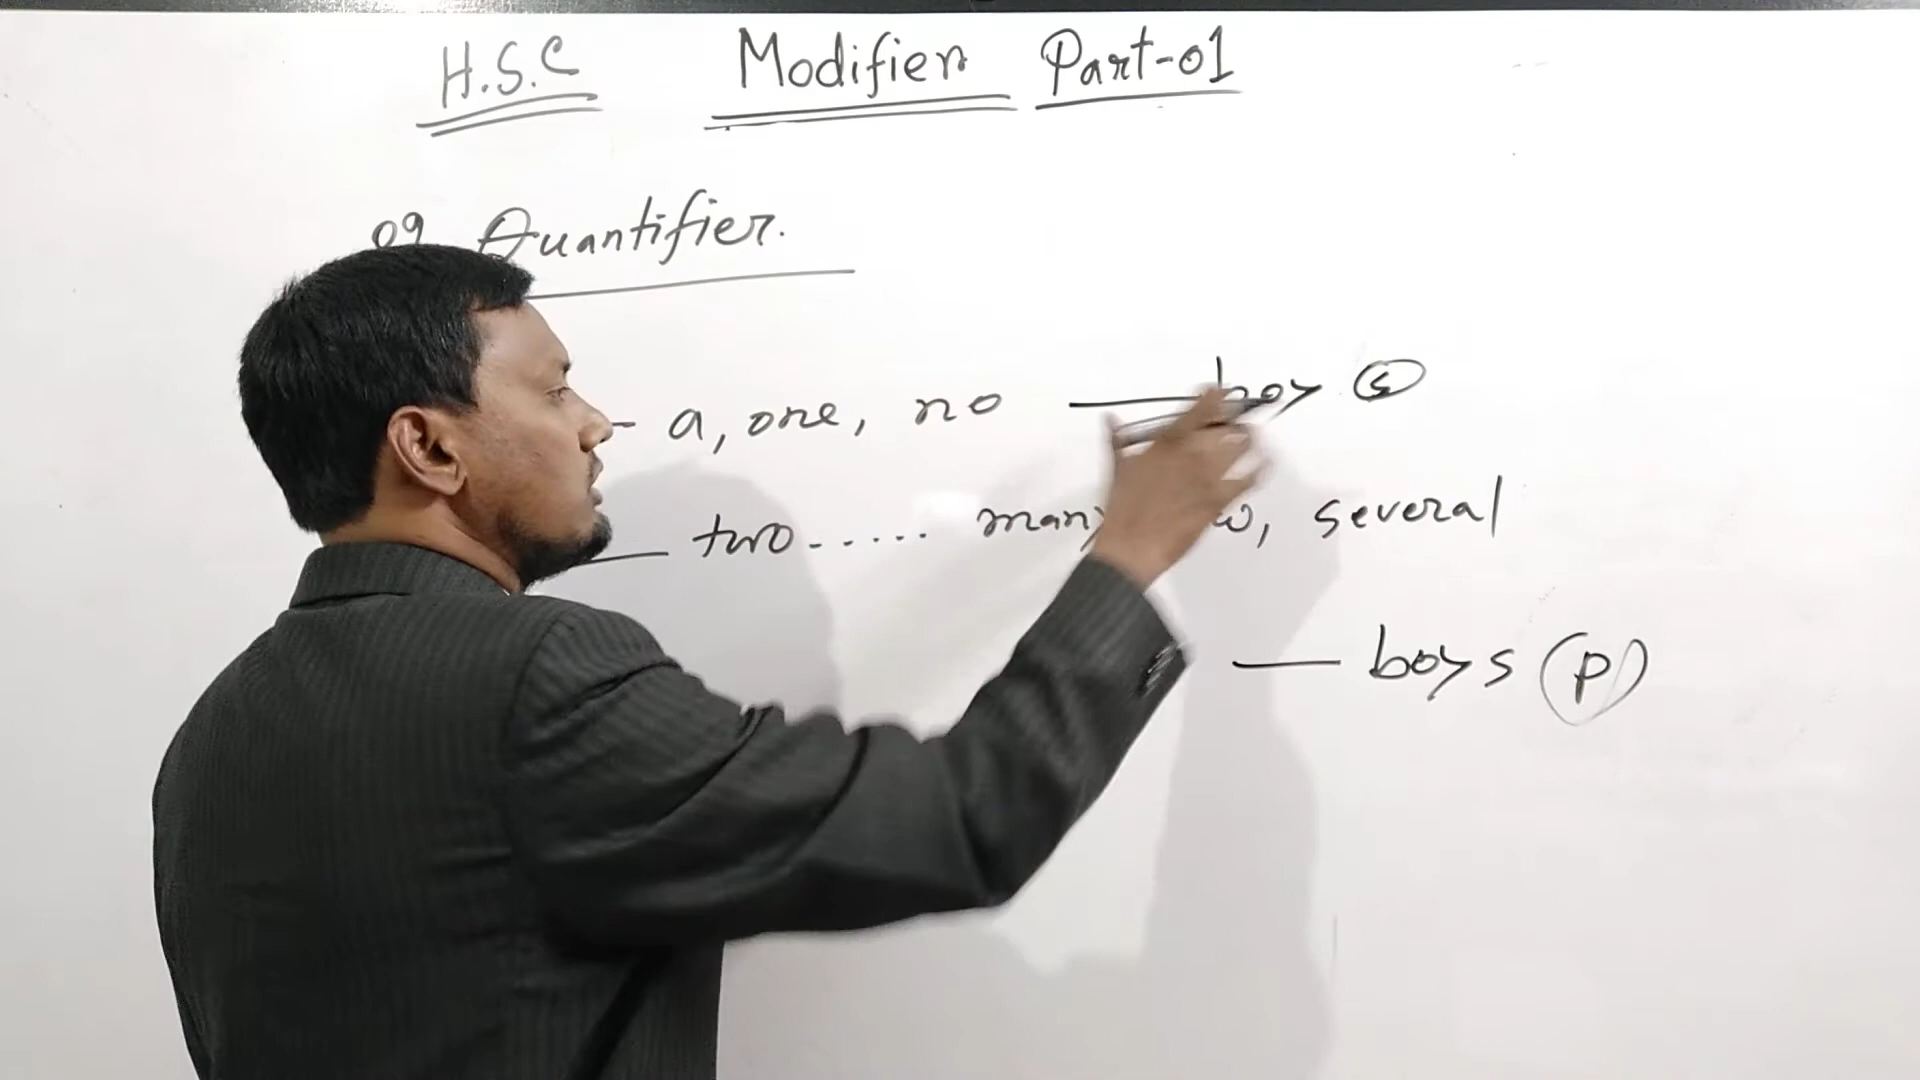 H.S.C Modifier Part-01
09 Quantifier.
- a, one, no — boy (s)
— two..... many, several
— boys (P)